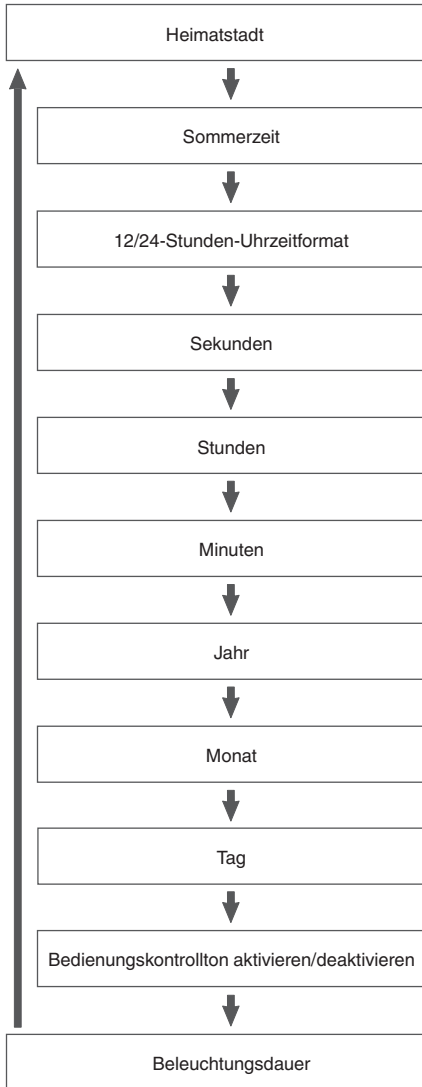 Heimatstadt
Sommerzeit
12/24-Stunden-Uhrzeitformat
Sekunden
Stunden
Minuten
Jahr
Monat
Tag
Bedienungskontrollton aktivieren/deaktivieren
Beleuchtungsdauer